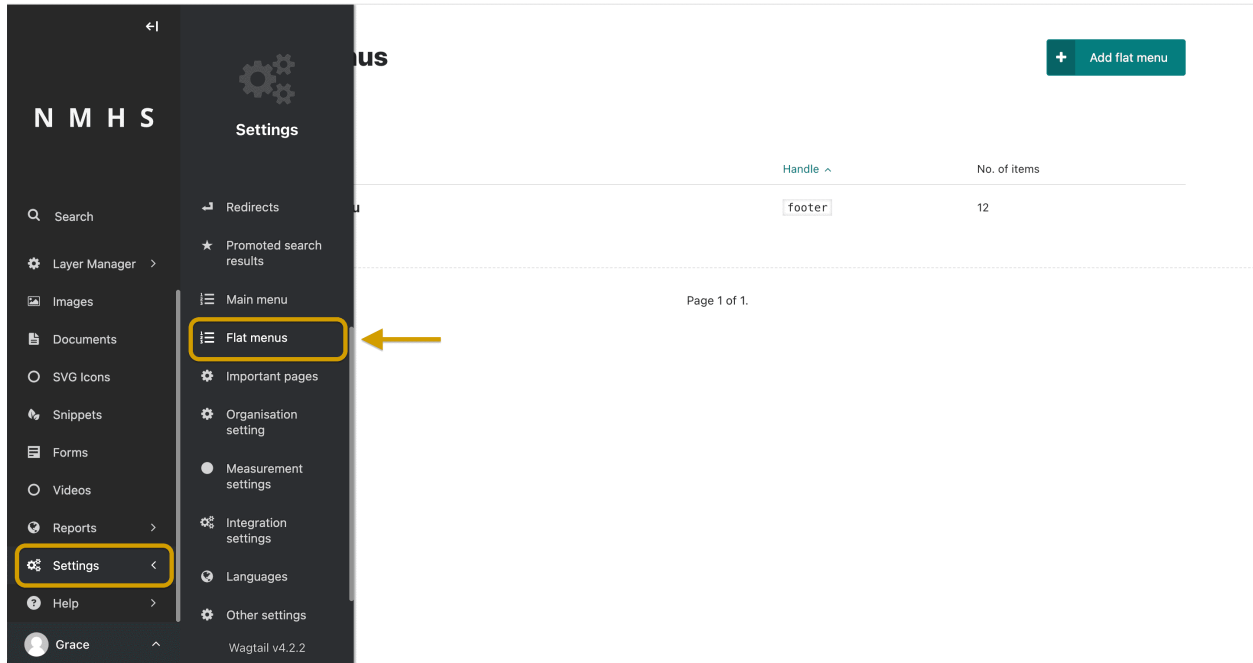 NMHS
Search
Layer Manager
Images
Documents
SVG Icons
Snippets
Forms
Videos
Reports
Settings
Help
Grace
Settings
Redirects
Promoted search
results
Main menu
Flat menus
Important pages
Organisation
setting
Measurement
settings
Integration
settings
Languages
Other settings
Wagtail v4.2.2
Add flat menu
Handle
No. of items
footer
12
Page 1 of 1.